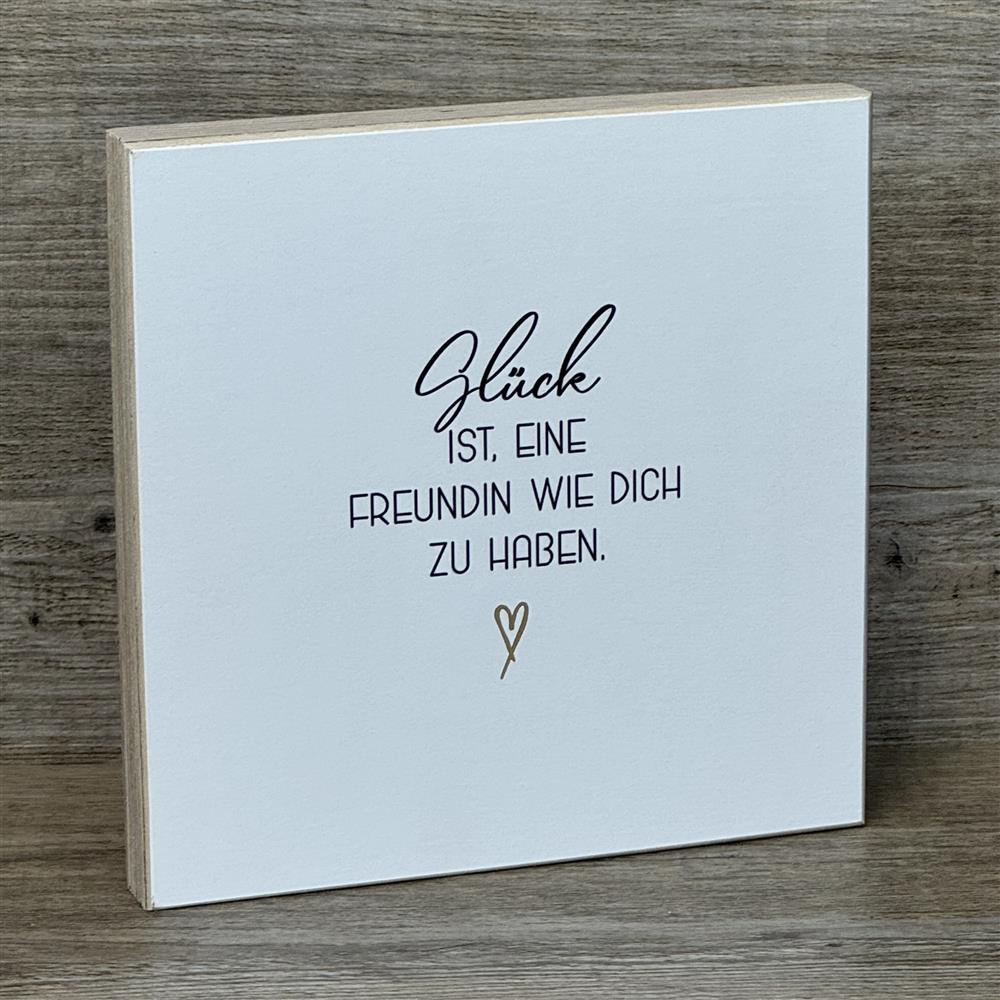 Glück
IST, EINE
FREUNDIN WIE DICH
ZU HABEN.